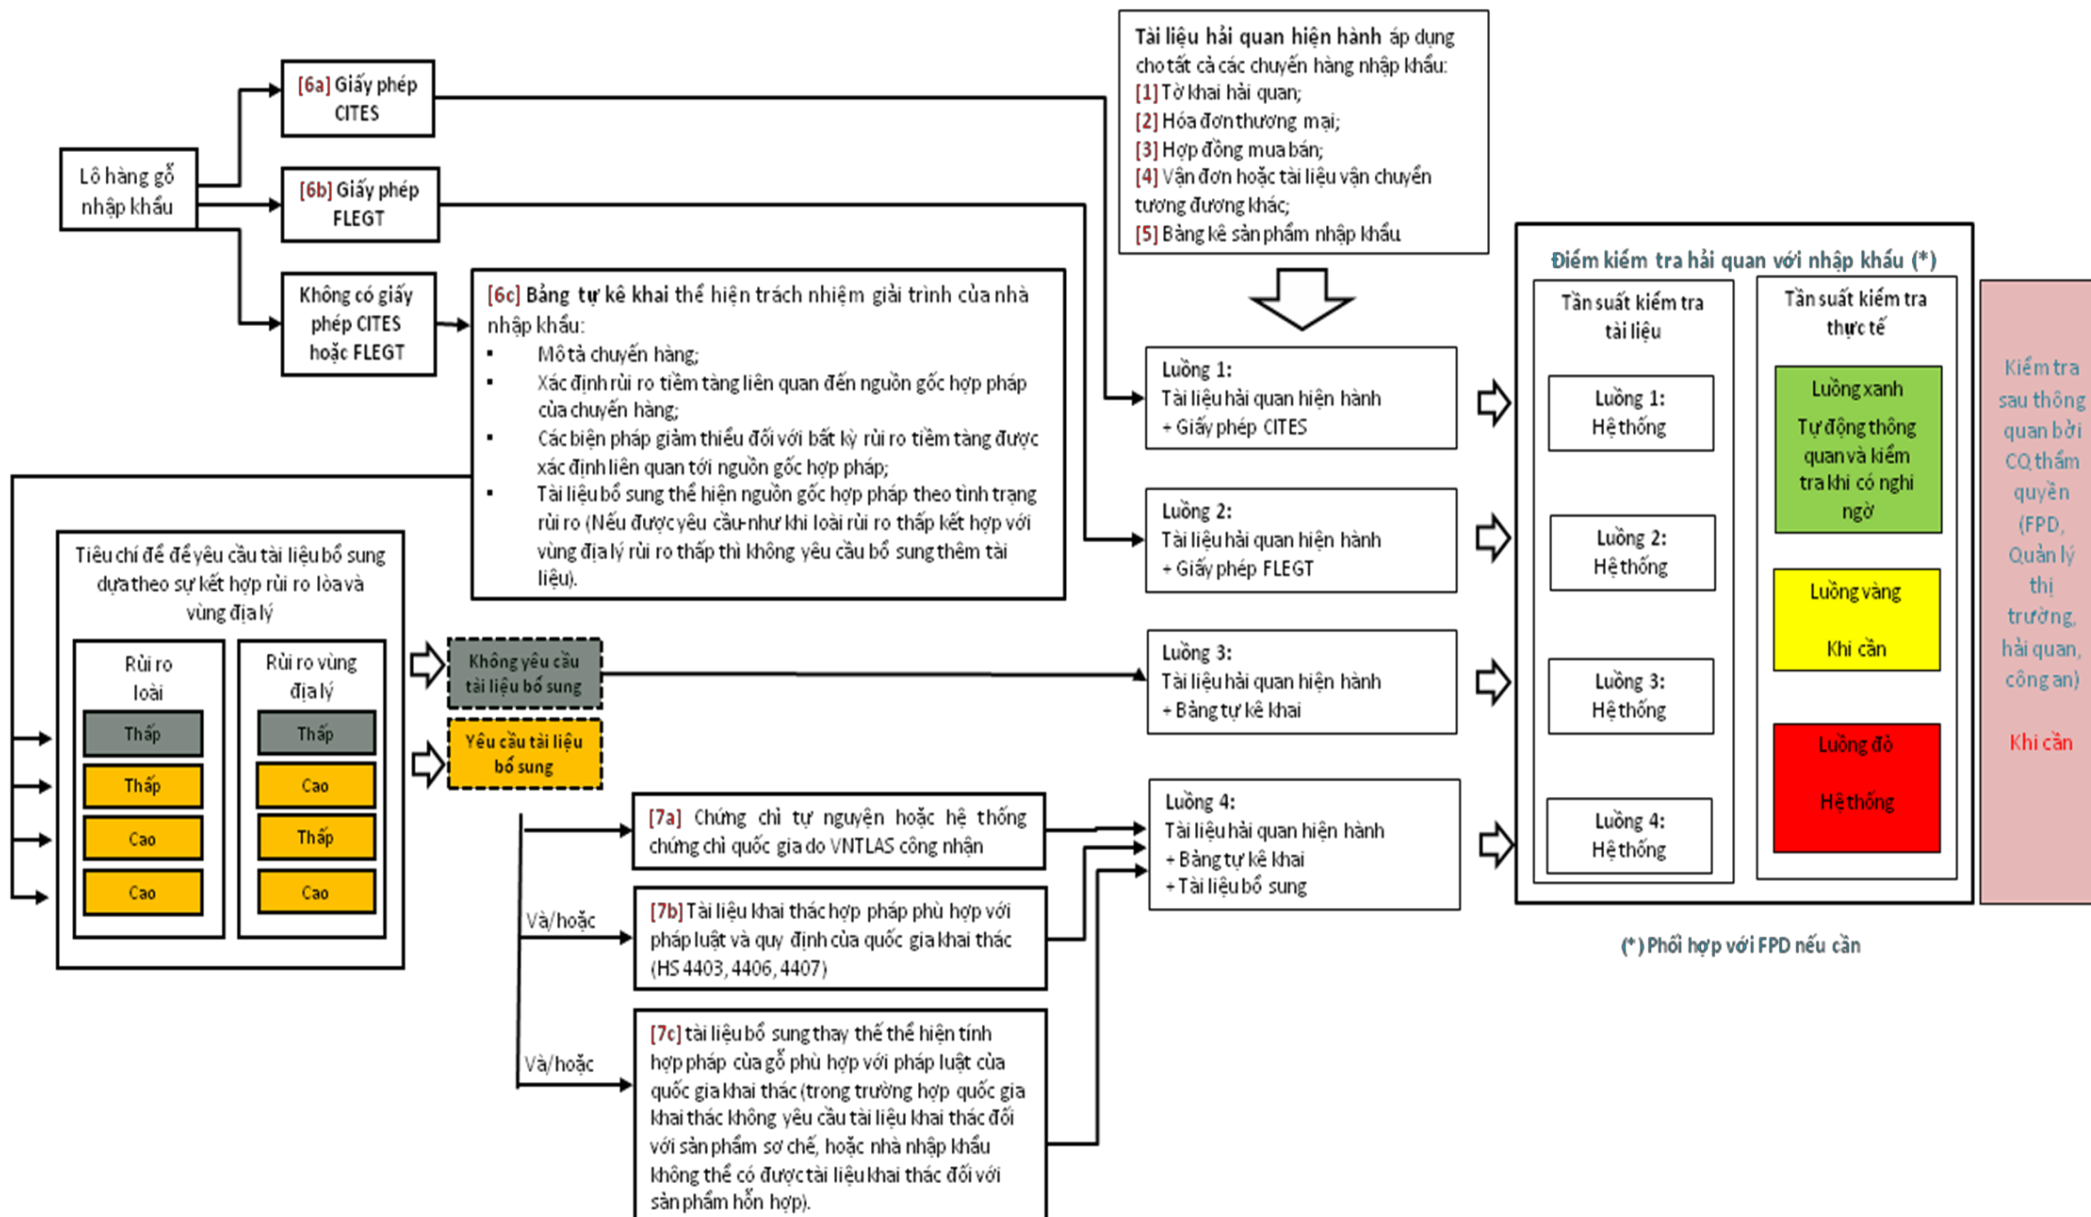 Lô hàng gỗ
nhập khẩu
[6a] Giấy phép
CITES
[6b] Giấy phép
FLEGT
Không có giấy
phép CITES
hoặc FLEGT
[6c] Bảng tự kê khai thể hiện trách nhiệm giải trình của nhà
nhập khẩu:
▪ Mô tả chuyến hàng;
▪ Xác định rủi ro tiềm tàng liên quan đến nguồn gốc hợp pháp
của chuyến hàng;
▪ Các biện pháp giảm thiểu đối với bất kỳ rủi ro tiềm tàng được
xác định liên quan tới nguồn gốc hợp pháp;
▪ Tài liệu bổ sung thể hiện nguồn gốc hợp pháp theo tình trạng
rủi ro (Nếu được yêu cầu-như khi loài rủi ro thấp kết hợp với
vùng địa lý rủi ro thấp thì không yêu cầu bổ sung thêm tài
liệu).
Tiêu chí để để yêu cầu tài liệu bổ sung
dựa theo sự kết hợp rủi ro lòa và
vùng địa lý
Rủi ro
loài
Thấp
Thấp
Cao
Cao
Rủi ro vùng
địa lý
Thấp
Cao
Thấp
Cao
Không yêu cầu
tài liệu bổ sung
Yêu cầu tài liệu
bổ sung
[7a] Chứng chỉ tự nguyện hoặc hệ thống
chứng chỉ quốc gia do VNTLAS công nhận
Và/hoặc
[7b] Tài liệu khai thác hợp pháp phù hợp với
pháp luật và quy định của quốc gia khai thác
(HS 4403, 4406, 4407)
Và/hoặc
[7c] tài liệu bổ sung thay thế thể hiện tính
hợp pháp của gỗ phù hợp với pháp luật của
quốc gia khai thác (trong trường hợp quốc gia
khai thác không yêu cầu tài liệu khai thác đối
với sản phẩm sơ chế, hoặc nhà nhập khẩu
không thể có được tài liệu khai thác đối với
sản phẩm hỗn hợp).
Tài liệu hải quan hiện hành áp dụng
cho tất cả các chuyến hàng nhập khẩu:
[1] Tờ khai hải quan;
[2] Hóa đơn thương mại;
[3] Hợp đồng mua bán;
[4] Vận đơn hoặc tài liệu vận chuyển
tương đương khác;
[5] Bảng kê sản phẩm nhập khẩu.
Luồng 1:
Tài liệu hải quan hiện hành
+ Giấy phép CITES
Luồng 2:
Tài liệu hải quan hiện hành
+ Giấy phép FLEGT
Luồng 3:
Tài liệu hải quan hiện hành
+ Bảng tự kê khai
Luồng 4:
Tài liệu hải quan hiện hành
+ Bảng tự kê khai
+ Tài liệu bổ sung
Điểm kiểm tra hải quan với nhập khẩu (*)
Tần suất kiểm tra
tài liệu
Luồng 1:
Hệ thống
Luồng 2:
Hệ thống
Luồng 3:
Hệ thống
Luồng 4:
Hệ thống
Tần suất kiểm tra
thực tế
Luồng xanh
Tự động thông
quan và kiểm
tra khi có nghi
ngờ
Luồng vàng
Khi cần
Luồng đỏ
Hệ thống
(*) Phối hợp với FPD nếu cần
Kiểm tra
sau thông
quan bởi
CQ thẩm
quyền
(FPD,
Quản lý
thị
trường,
hải quan,
công an)
Khi cần